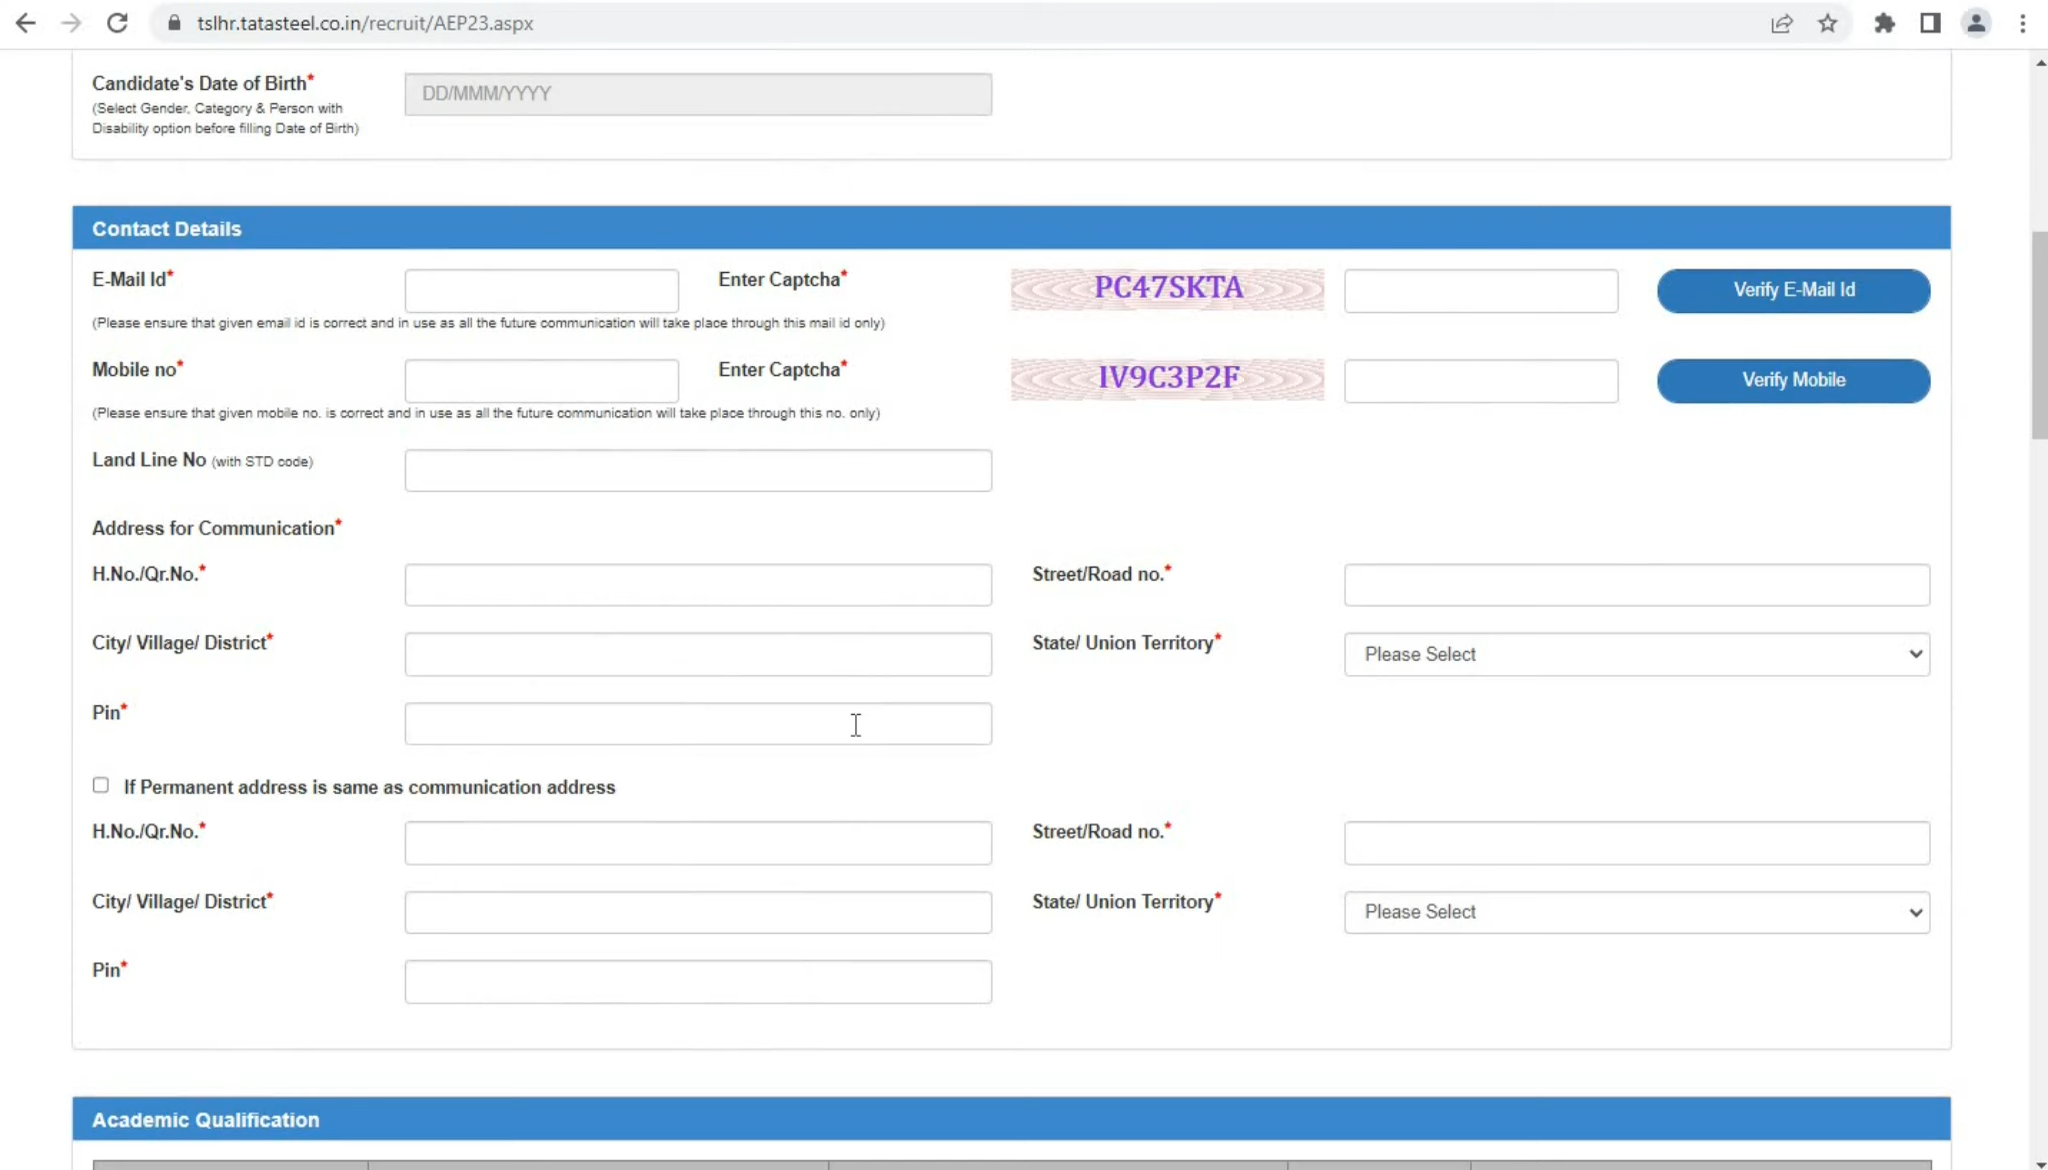 tslhr.tatasteel.co.in/recruit/AEP23.aspx
Candidate's Date of Birth* DD/MMM/YYYY
(Select Gender, Category & Person with
Disability option before filling Date of Birth)
Contact Details
E-Mail Id* Enter Captcha* PC47SKTA Verify E-Mail Id
(Please ensure that given email id is correct and in use as all the future communication will take place through this mail id only)
Mobile no* Enter Captcha* IV9C3P2F Verify Mobile
(Please ensure that given mobile no. is correct and in use as all the future communication will take place through this no. only)
Land Line No (with STD code)
Address for Communication*
H.No./Qr.No.* Street/Road no.*
City/ Village/ District* State/ Union Territory* Please Select
Pin*
If Permanent address is same as communication address
H.No./Qr.No.* Street/Road no.*
City/ Village/ District* State/ Union Territory* Please Select
Pin*
Academic Qualification